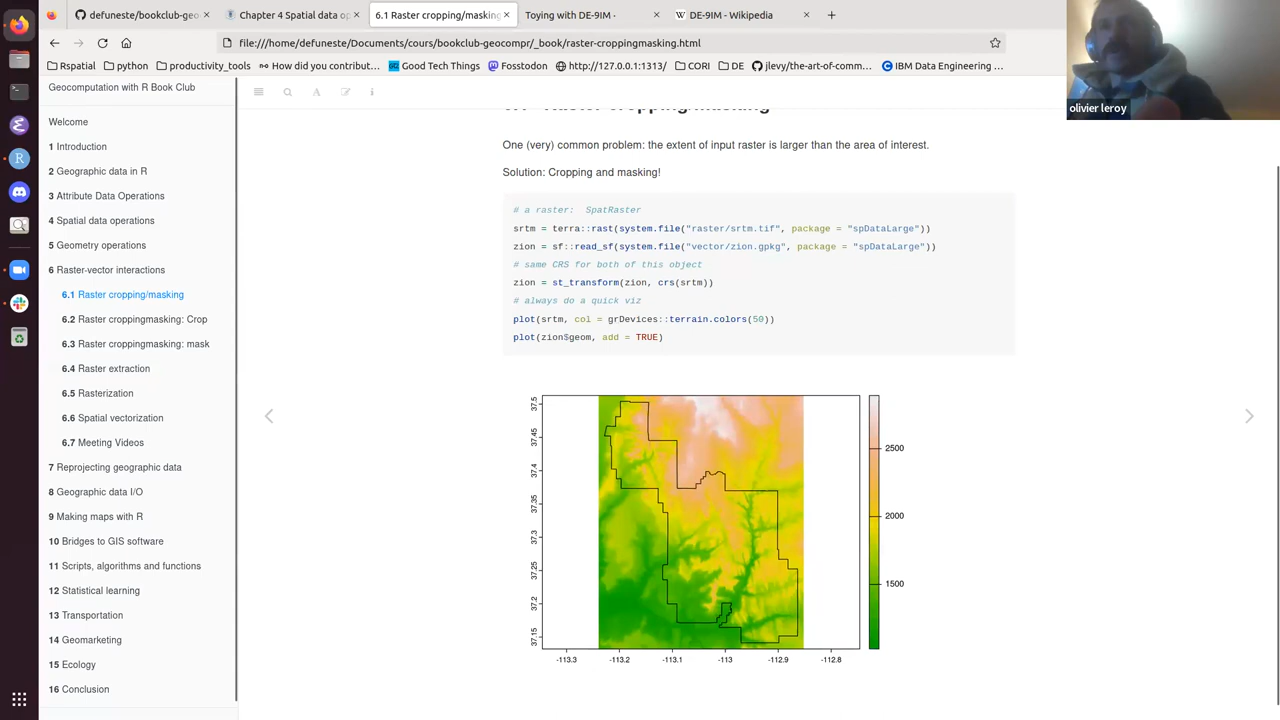 defuneste/bookclub-geo
Chapter 4 Spatial data op
6.1 Raster cropping/masking
Toying with DE-9IM ·
DE-9IM - Wikipedia
file:///home/defuneste/Documents/cours/bookclub-geocompr/_book/raster-croppingmasking.html
Rspatial
python
productivity_tools
How did you contribut…
Good Tech Things
Fosstodon
http://127.0.0.1:1313/
CORI
DE
jlevy/the-art-of-comm…
IBM Data Engineering …
olivier leroy
Geocomputation with R Book Club
Welcome
1 Introduction
2 Geographic data in R
3 Attribute Data Operations
4 Spatial data operations
5 Geometry operations
6 Raster-vector interactions
6.1 Raster cropping/masking
6.2 Raster croppingmasking: Crop
6.3 Raster croppingmasking: mask
6.4 Raster extraction
6.5 Rasterization
6.6 Spatial vectorization
6.7 Meeting Videos
7 Reprojecting geographic data
8 Geographic data I/O
9 Making maps with R
10 Bridges to GIS software
11 Scripts, algorithms and functions
12 Statistical learning
13 Transportation
14 Geomarketing
15 Ecology
16 Conclusion
One (very) common problem: the extent of input raster is larger than the area of interest.
Solution: Cropping and masking!
# a raster:  SpatRaster
srtm = terra::rast(system.file("raster/srtm.tif", package = "spDataLarge"))
zion = sf::read_sf(system.file("vector/zion.gpkg", package = "spDataLarge"))
# same CRS for both of this object
zion = st_transform(zion, crs(srtm))
# always do a quick viz
plot(srtm, col = grDevices::terrain.colors(50))
plot(zion$geom, add = TRUE)
37.5
37.45
37.4
37.35
37.3
37.25
37.2
37.15
-113.3
-113.2
-113.1
-113
-112.9
-112.8
2500
2000
1500